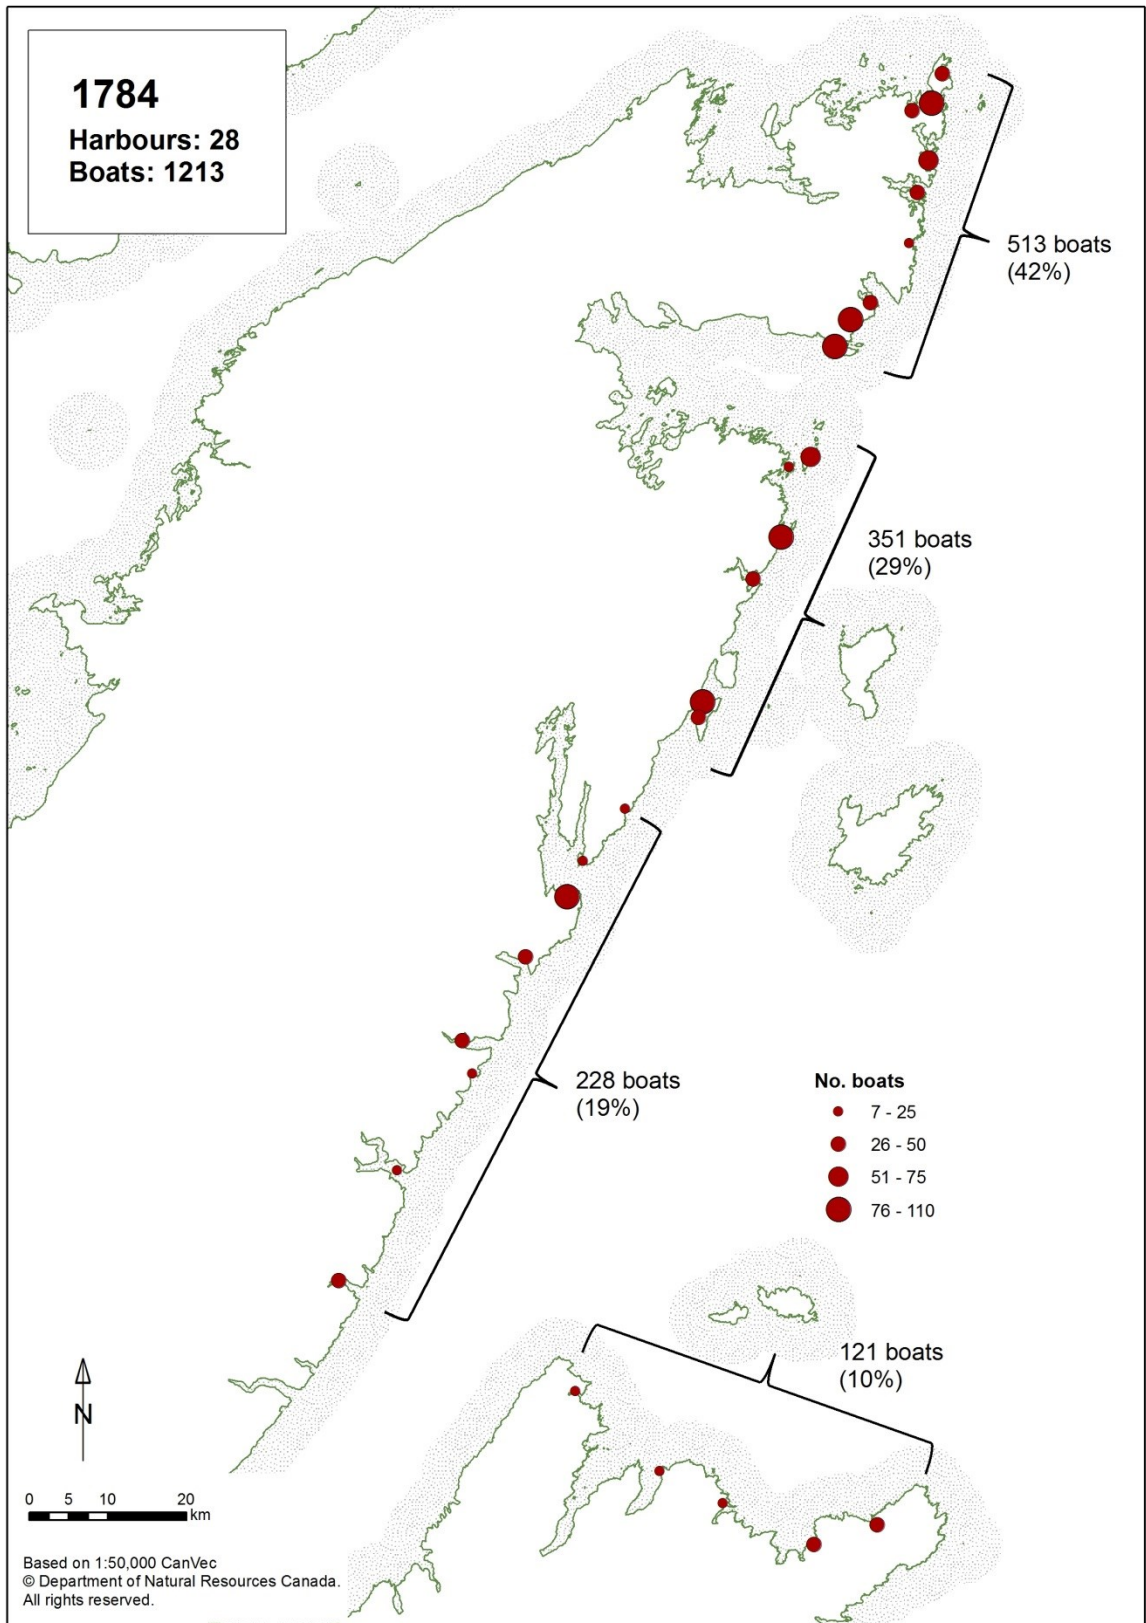 1784
Harbours: 28
Boats: 1213
513 boats
(42%)
351 boats
(29%)
228 boats
(19%)
No. boats
7 - 25
26 - 50
51 - 75
76 - 110
121 boats
(10%)
N
0 5 10 20
km
Based on 1:50,000 CanVec
© Department of Natural Resources Canada.
All rights reserved.